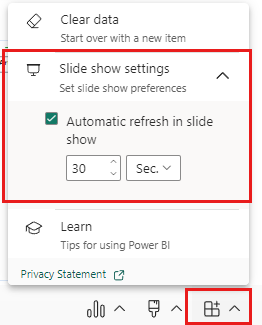 Clear data
Start over with a new item
Slide show settings
Set slide show preferences
Automatic refresh in slide
show
30 Sec.
Learn
Tips for using Power BI
Privacy Statement